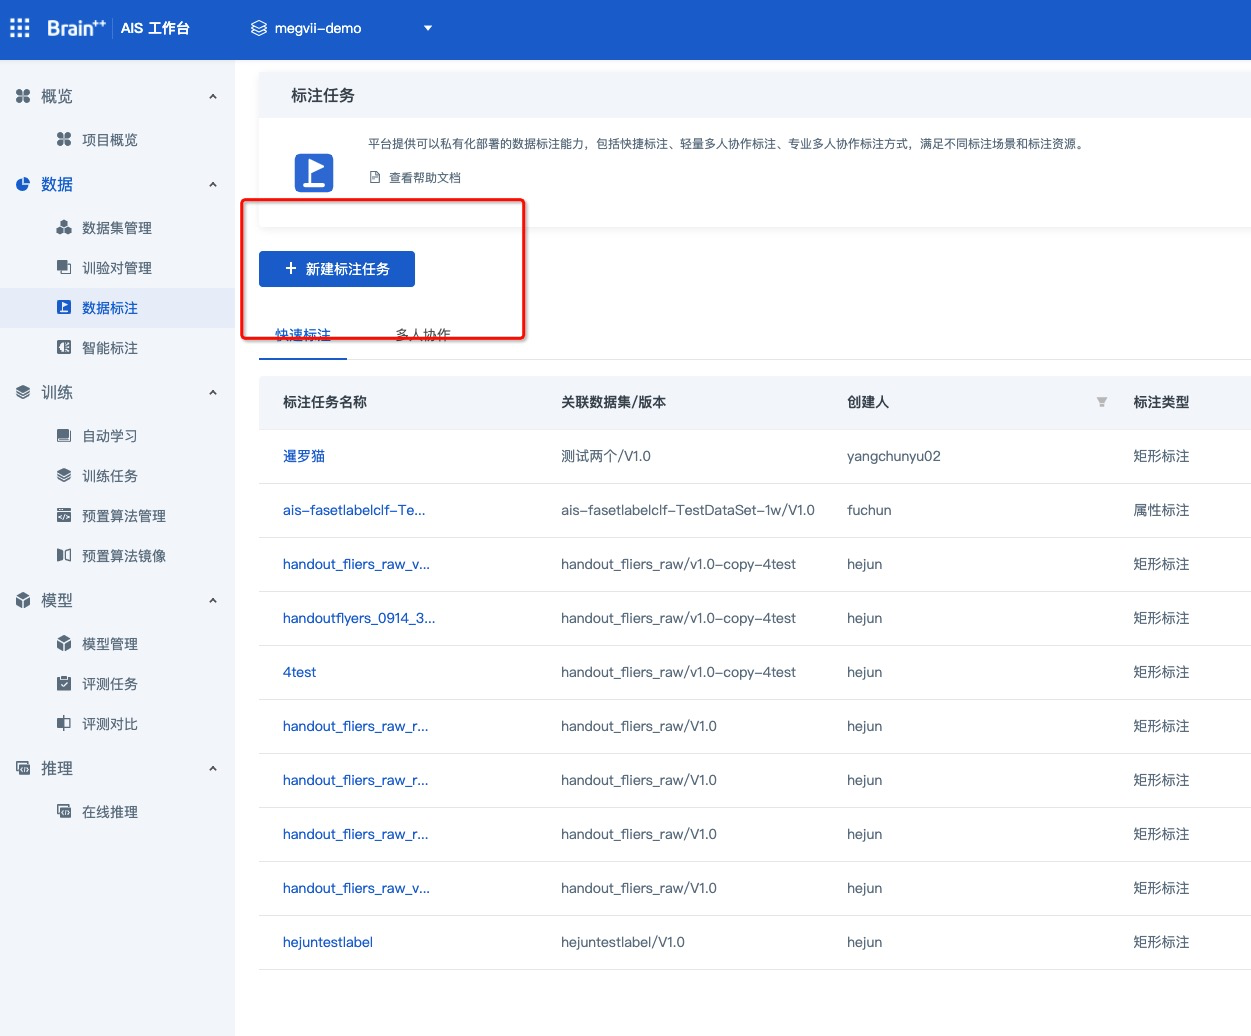 Brain++ AIS 工作台 megvii-demo
概览
项目概览
数据
数据集管理
训验对管理
数据标注
智能标注
训练
自动学习
训练任务
预置算法管理
预置算法镜像
模型
模型管理
评测任务
评测对比
推理
在线推理
标注任务
平台提供可以私有化部署的数据标注能力，包括快捷标注、轻量多人协作标注、专业多人协作标注方式，满足不同标注场景和标注资源。
查看帮助文档
+ 新建标注任务
快速标注 多人协作
标注任务名称 关联数据集/版本 创建人 标注类型
暹罗猫 测试两个/V1.0 yangchunyu02 矩形标注
ais-fasetlabelclf-Te... ais-fasetlabelclf-TestDataSet-1w/V1.0 fuchun 属性标注
handout_fliers_raw_v... handout_fliers_raw/v1.0-copy-4test hejun 矩形标注
handoutflyers_0914_3... handout_fliers_raw/v1.0-copy-4test hejun 矩形标注
4test handout_fliers_raw/v1.0-copy-4test hejun 矩形标注
handout_fliers_raw_r... handout_fliers_raw/V1.0 hejun 矩形标注
handout_fliers_raw_r... handout_fliers_raw/V1.0 hejun 矩形标注
handout_fliers_raw_r... handout_fliers_raw/V1.0 hejun 矩形标注
handout_fliers_raw_v... handout_fliers_raw/V1.0 hejun 矩形标注
hejuntestlabel hejuntestlabel/V1.0 hejun 矩形标注